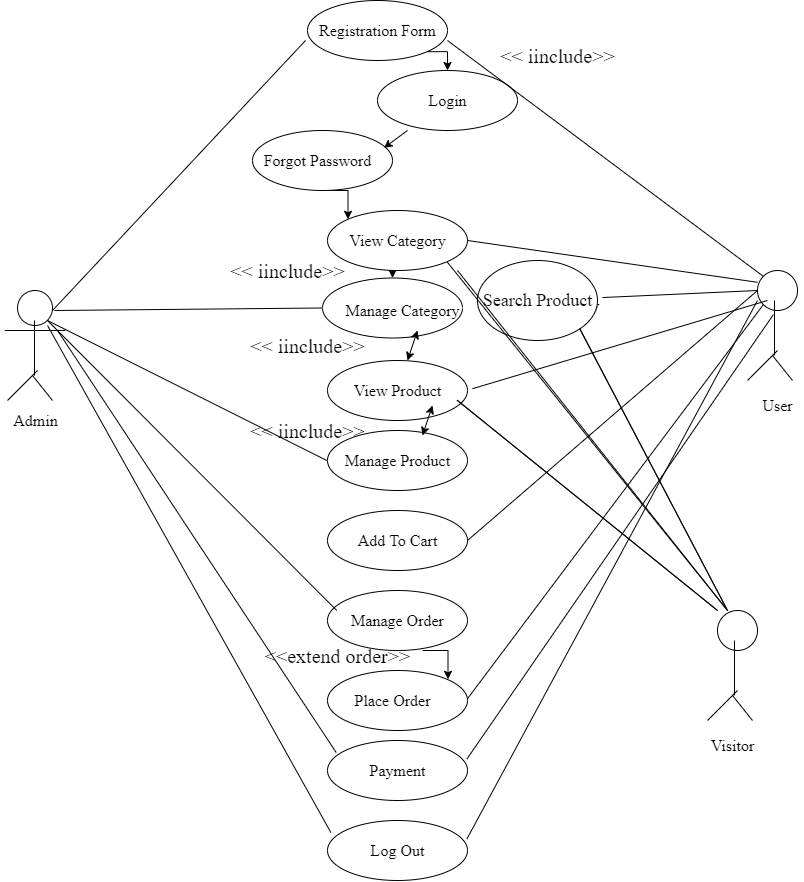 Registration Form
<< iinclude>>
Login
Forgot Password
View Category
<< iinclude>>
Search Product
Manage Category
<< iinclude>>
View Product
User
Admin
<< iinclude>>
Manage Product
Add To Cart
Manage Order
<<extend order>>
Place Order
Visitor
Payment
Log Out